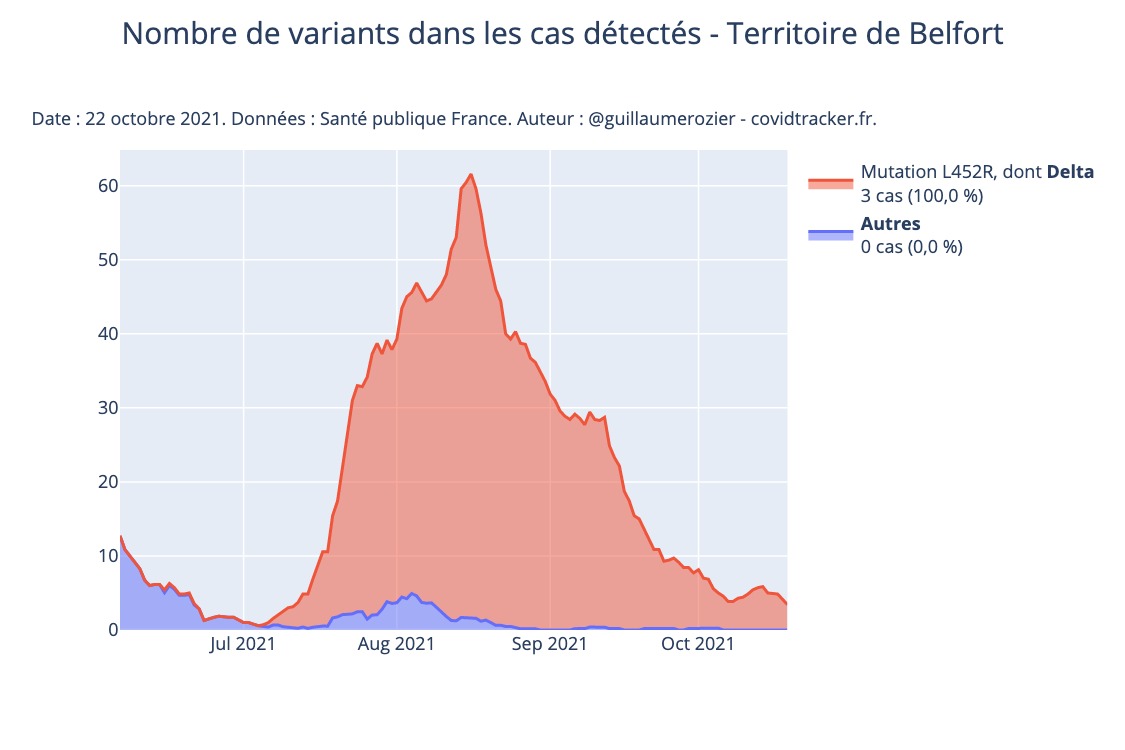 Nombre de variants dans les cas détectés - Territoire de Belfort
Date : 22 octobre 2021. Données : Santé publique France. Auteur : @guillaumerozier - covidtracker.fr.
Mutation L452R, dont Delta
3 cas (100,0 %)
Autres
0 cas (0,0 %)
60
50
40
30
20
10
0
Jul 2021
Aug 2021
Sep 2021
Oct 2021